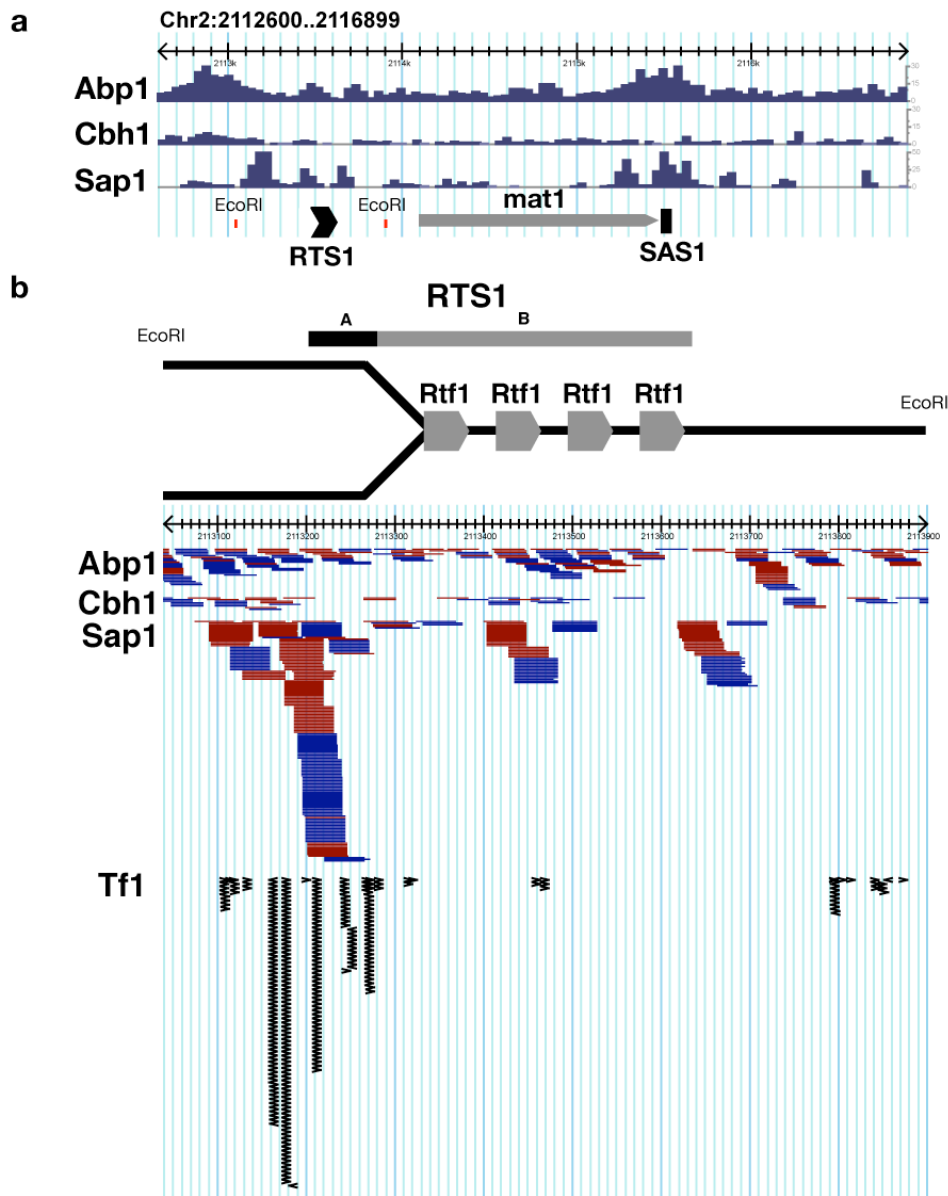 a
Chr2:2112600..2116899
2113k 2114k 2115k 2116k
Abp1
30
15
0
Cbh1
30
15
0
Sap1
50
25
0
EcoRI EcoRI mat1
RTS1 SAS1
b
RTS1
A B
EcoRI
Rtf1 Rtf1 Rtf1 Rtf1
EcoRI
2113100 2113200 2113300 2113400 2113500 2113600 2113700 2113800 2113900
Abp1
Cbh1
Sap1
Tf1